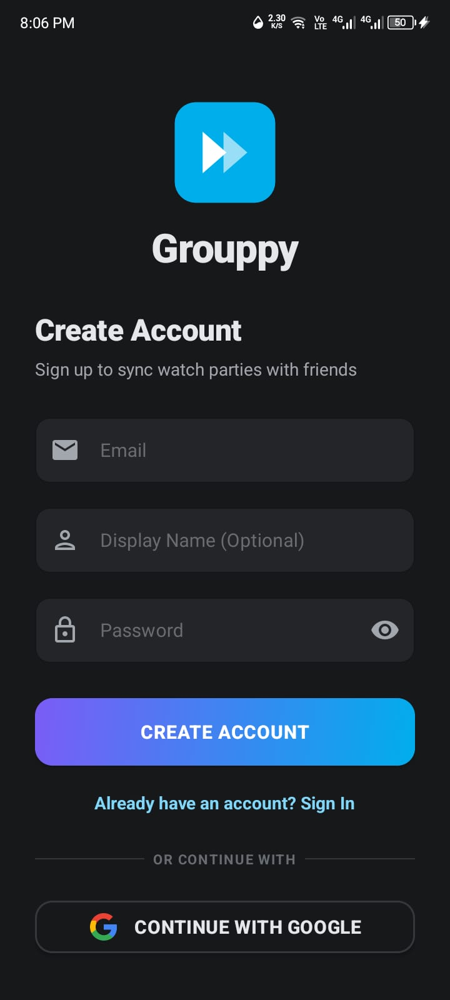 8:06 PM
2.30
K/S
Vo
LTE
4G
4G
50
Grouppy
Create Account
Sign up to sync watch parties with friends
Email
Display Name (Optional)
Password
CREATE ACCOUNT
Already have an account? Sign In
OR CONTINUE WITH
CONTINUE WITH GOOGLE